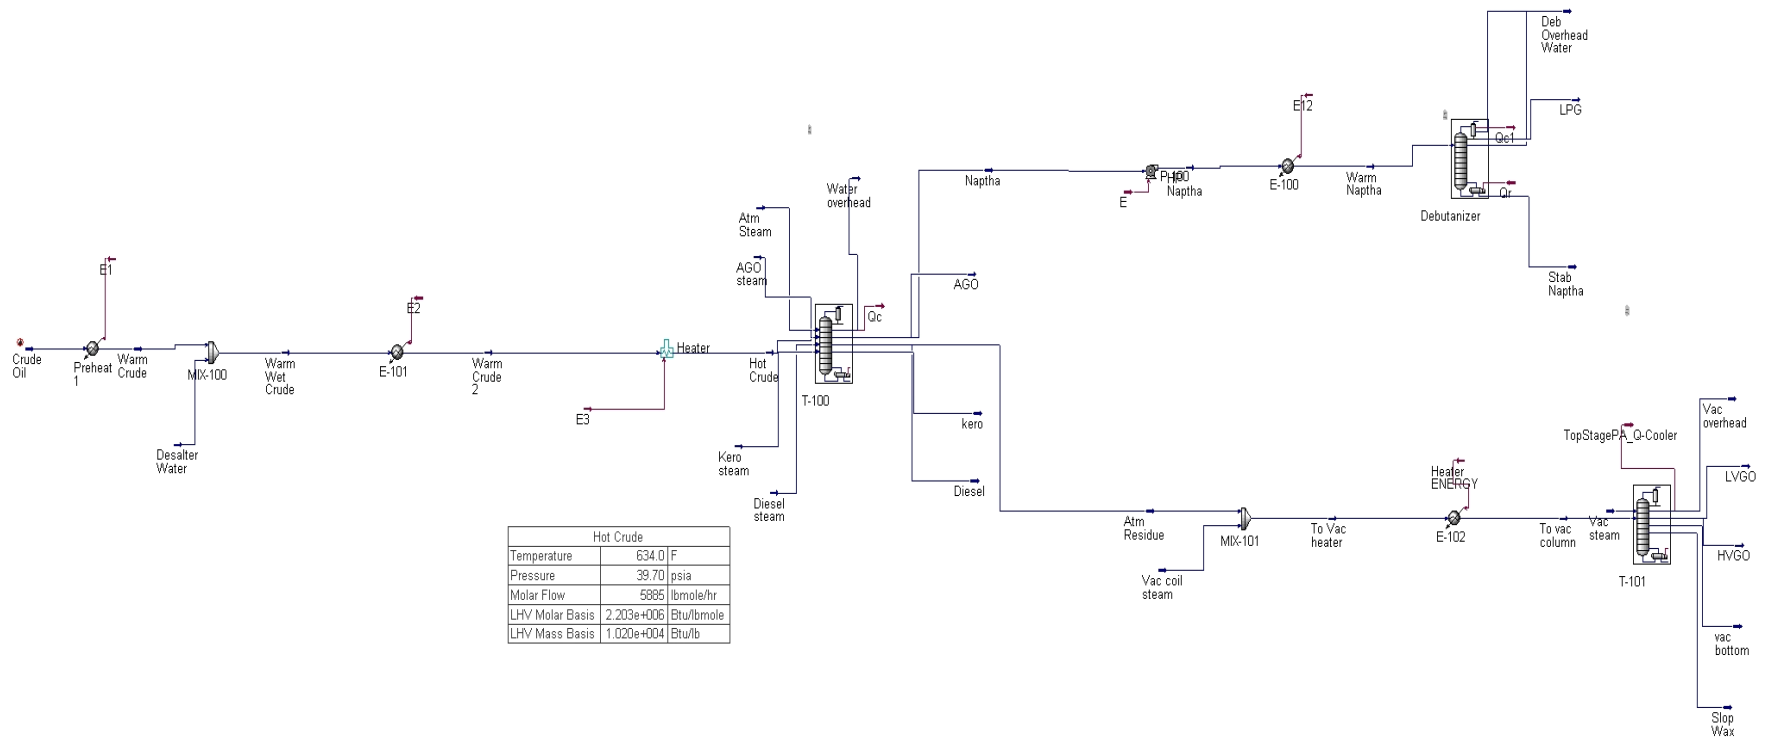 Deb
Overhead
Water
E12
LPG
Qc1
Naptha
P-100
HP
Naptha
E-100
Warm
Naptha
Qr
E
Debutanizer
Water
overhead
Atm
Steam
AGO
steam
AGO
Stab
Naptha
E1
E2
Qc
Crude
Oil
Preheat
1
Warm
Crude
MIX-100
Warm
Wet
Crude
E-101
Warm
Crude
2
Heater
Hot
Crude
T-100
E3
kero
Desalter
Water
Kero
steam
Diesel
steam
Diesel
Vac
overhead
TopStagePA_Q-Cooler
LVGO
Heater
ENERGY
Atm
Residue
MIX-101
To Vac
heater
E-102
To vac
column
Vac
steam
HVGO
T-101
Vac coil
steam
vac
bottom
Slop
Wax
Hot Crude
Temperature 634.0 F
Pressure 39.70 psia
Molar Flow 5885 lbmole/hr
LHV Molar Basis 2.203e+006 Btu/lbmole
LHV Mass Basis 1.020e+004 Btu/lb